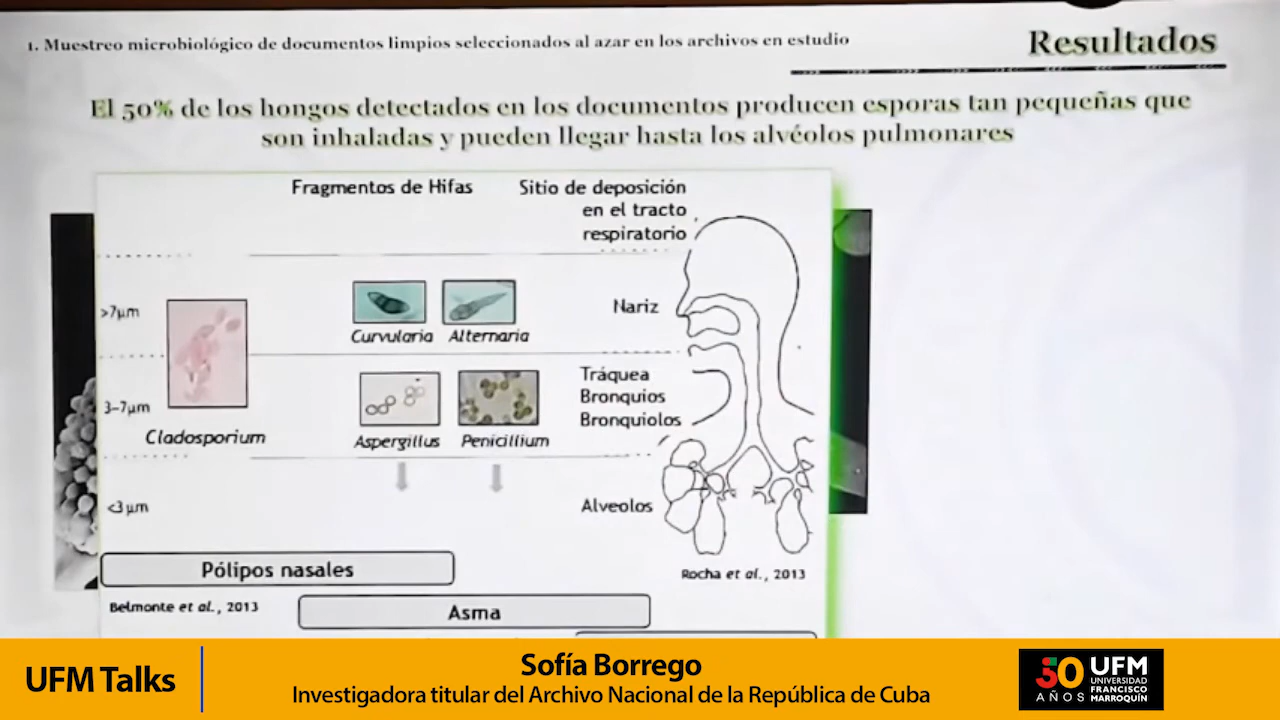 1. Muestreo microbiológico de documentos limpios seleccionados al azar en los archivos en estudio
Resultados
El 50% de los hongos detectados en los documentos producen esporas tan pequeñas que
son inhaladas y pueden llegar hasta los alvéolos pulmonares
Fragmentos de Hifas
Sitio de deposición
en el tracto
respiratorio
>7µm
Nariz
Curvularia
Alternaria
Tráquea
Bronquios
Bronquiolos
3-7µm
Cladosporium
Aspergillus
Penicillium
<3 µm
Alveolos
Pólipos nasales
Rocha et al., 2013
Belmonte et al., 2013
Asma
UFM Talks
Sofía Borrego
Investigadora titular del Archivo Nacional de la República de Cuba
50
AÑOS
UFM
UNIVERSIDAD
FRANCISCO
MARROQUÍN